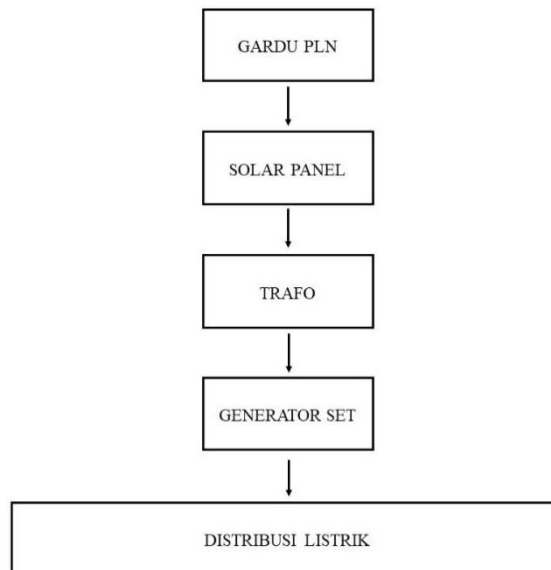 GARDU PLN
SOLAR PANEL
TRAFO
GENERATOR SET
DISTRIBUSI LISTRIK